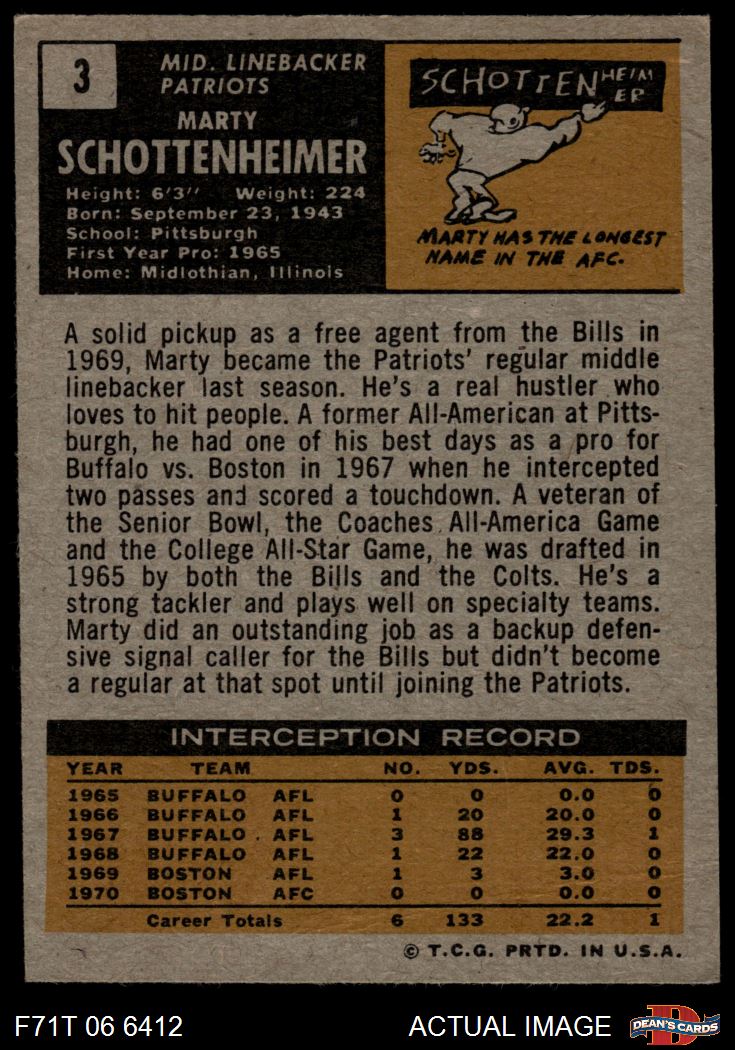 3
MID. LINEBACKER
PATRIOTS
MARTY
SCHOTTENHEIMER
Height: 6'3" Weight: 224
Born: September 23, 1943
School: Pittsburgh
First Year Pro: 1965
Home: Midlothian, Illinois
SCHOTTENHEIM
ER
MARTY HAS THE LONGEST
NAME IN THE AFC.
A solid pickup as a free agent from the Bills in
1969, Marty became the Patriots' regular middle
linebacker last season. He's a real hustler who
loves to hit people. A former All-American at Pitts-
burgh, he had one of his best days as a pro for
Buffalo vs. Boston in 1967 when he intercepted
two passes and scored a touchdown. A veteran of
the Senior Bowl, the Coaches All-America Game
and the College All-Star Game, he was drafted in
1965 by both the Bills and the Colts. He's a
strong tackler and plays well on specialty teams.
Marty did an outstanding job as a backup defen-
sive signal caller for the Bills but didn't become
a regular at that spot until joining the Patriots.
INTERCEPTION RECORD
YEAR TEAM NO. YDS. AVG. TDS.
1965 BUFFALO AFL 0 0 0.0 0
1966 BUFFALO AFL 1 20 20.0 0
1967 BUFFALO AFL 3 88 29.3 1
1968 BUFFALO AFL 1 22 22.0 0
1969 BOSTON AFL 1 3 3.0 0
1970 BOSTON AFC 0 0 0.0 0
Career Totals 6 133 22.2 1
© T.C.G. PRTD. IN U.S.A.
F71T 06 6412 ACTUAL IMAGE
D
DEAN'S CARDS